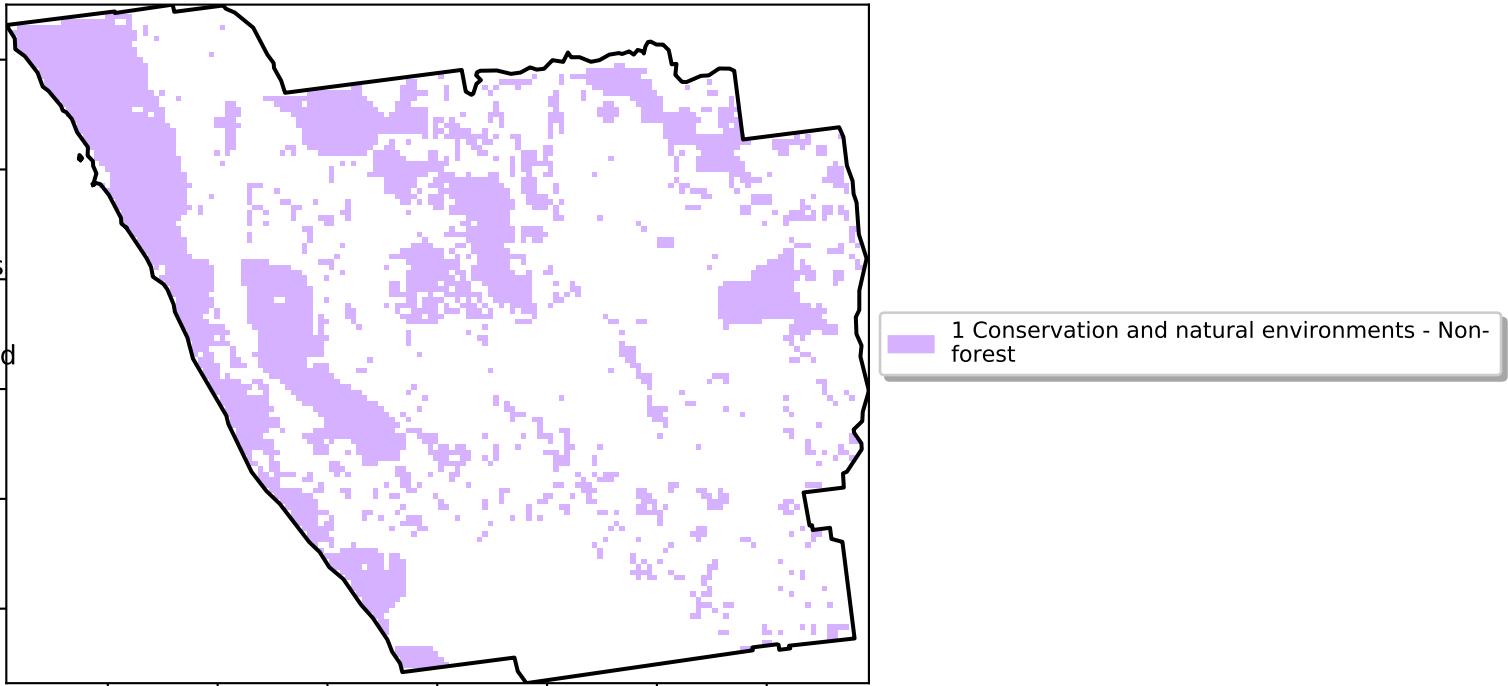 d
1 Conservation and natural environments - Non-
forest